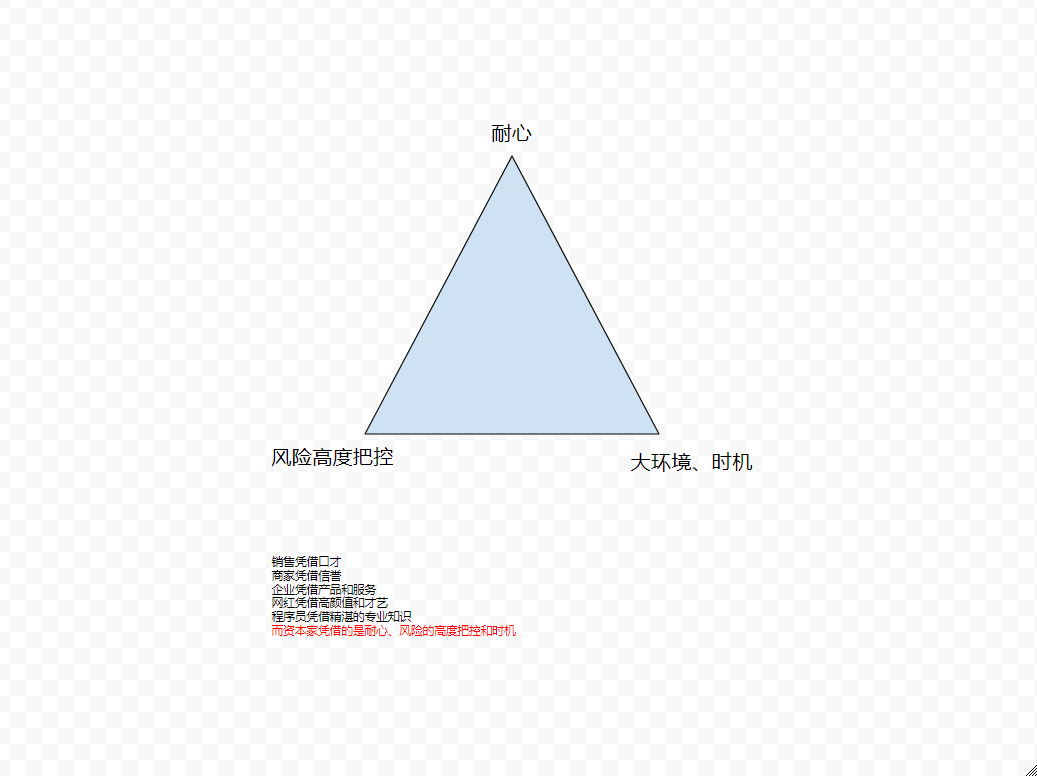 耐心
风险高度把控
大环境、时机
销售凭借口才
商家凭借信誉
企业凭借产品和服务
网红凭借高颜值和才艺
程序员凭借精湛的专业知识
而资本家凭借的是耐心、风险的高度把控和时机